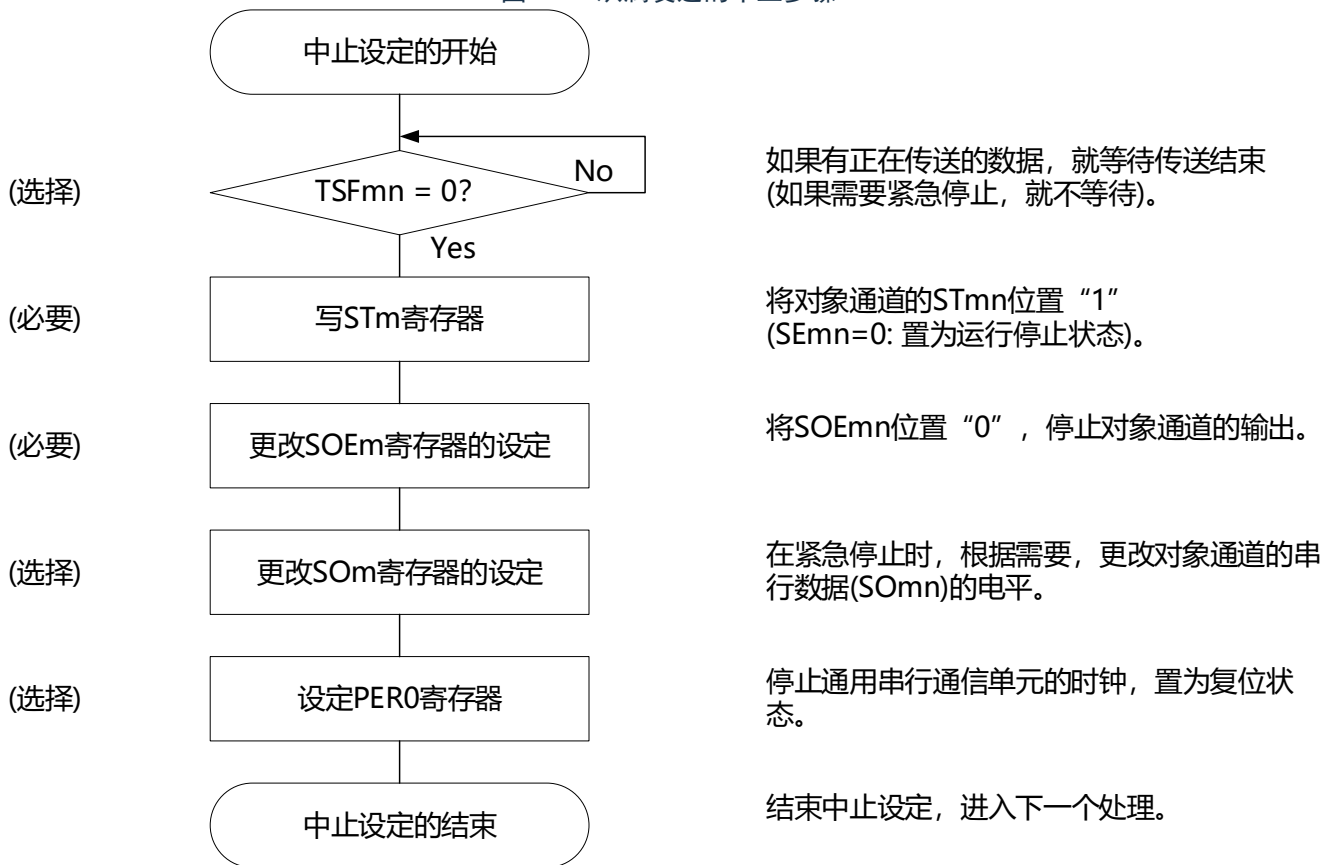 中止设定的开始
No
如果有正在传送的数据，就等待传送结束
(选择)
TSFmn = 0?
(如果需要紧急停止，就不等待)。
Yes
将对象通道的STmn位置“1”
(必要)
写STm寄存器
(SEmn=0: 置为运行停止状态)。
(必要)
更改SOEm寄存器的设定
将SOEmn位置“0”，停止对象通道的输出。
在紧急停止时，根据需要，更改对象通道的串
(选择)
更改SOm寄存器的设定
行数据(SOmn)的电平。
停止通用串行通信单元的时钟，置为复位状
(选择)
设定PER0寄存器
态。
中止设定的结束
结束中止设定，进入下一个处理。